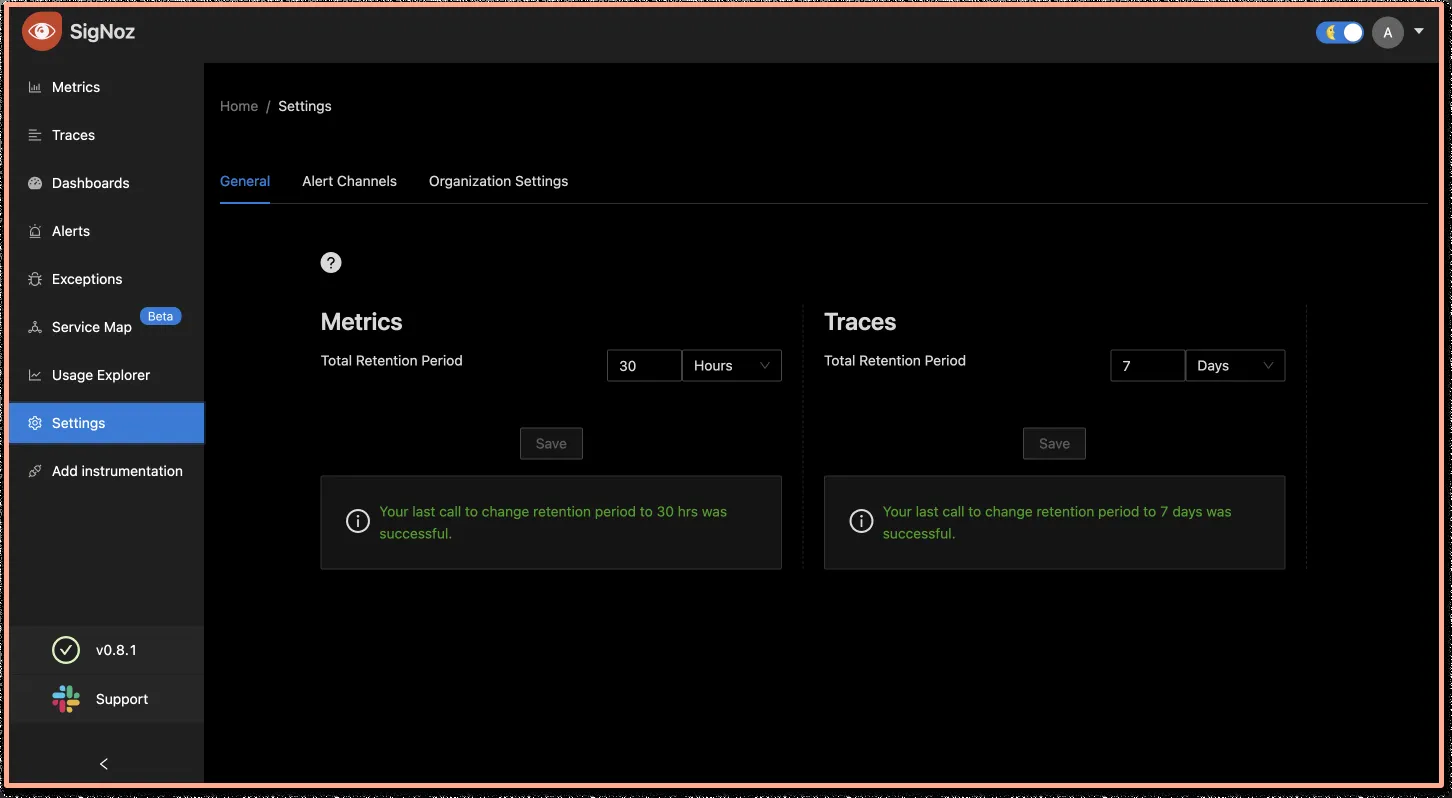 SigNoz
A
Metrics
Traces
Dashboards
Alerts
Exceptions
Service Map
Beta
Usage Explorer
Settings
Add instrumentation
v0.8.1
Support
Home / Settings
General Alert Channels Organization Settings
?
Metrics
Total Retention Period 30 Hours
Save
Your last call to change retention period to 30 hrs was
successful.
Traces
Total Retention Period 7 Days
Save
Your last call to change retention period to 7 days was
successful.